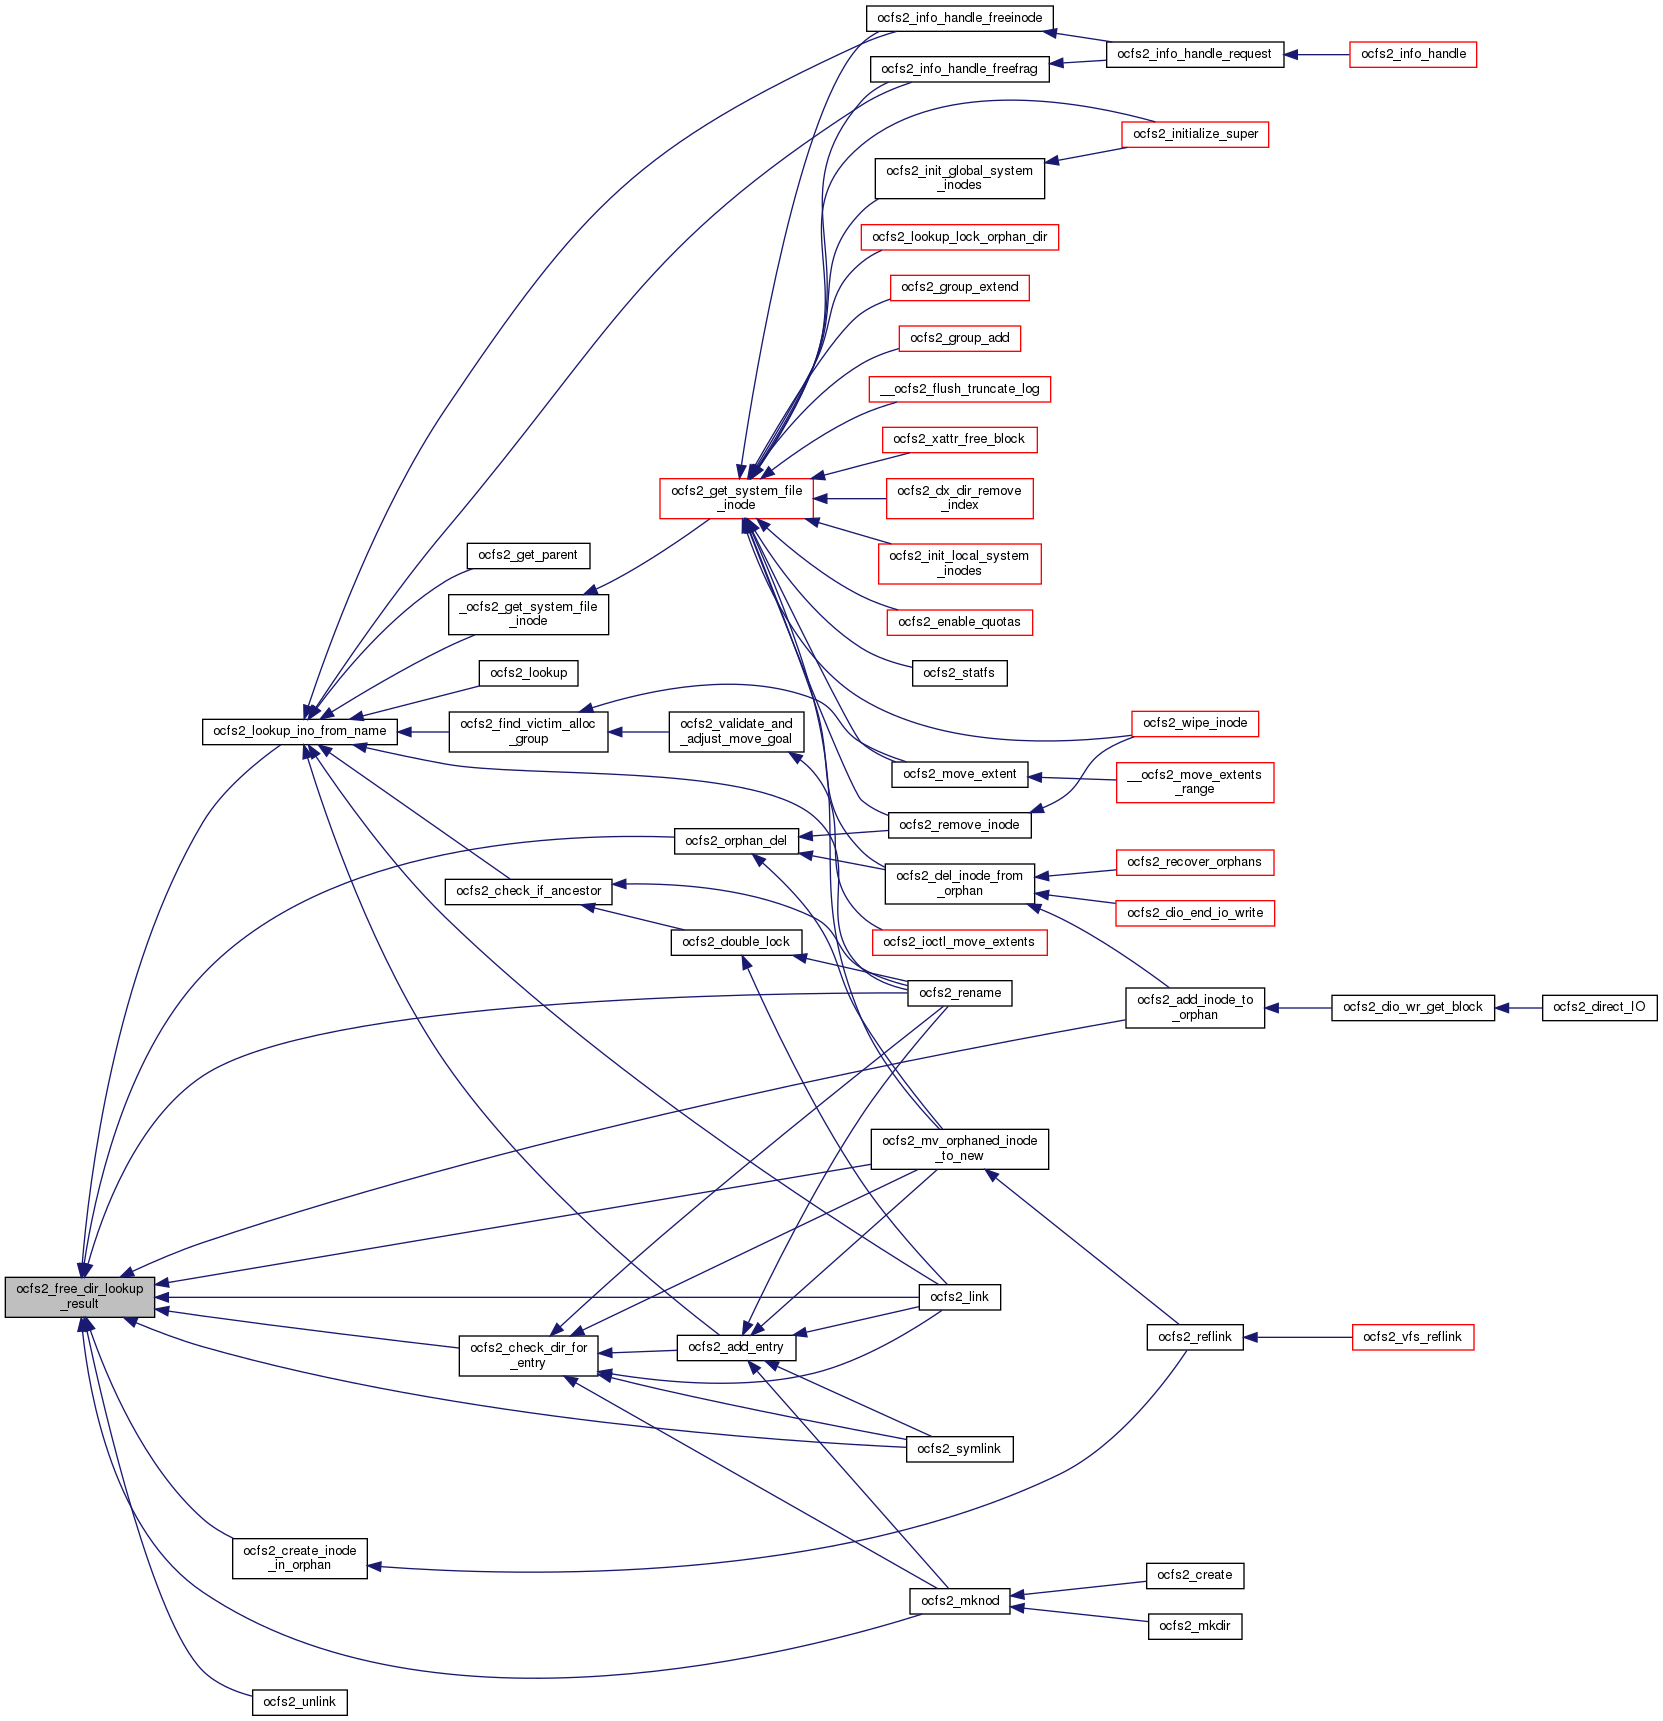 ocfs2_info_handle_freeinode
ocfs2_info_handle_request
ocfs2_info_handle
ocfs2_info_handle_freefrag
ocfs2_initialize_super
ocfs2_init_global_system
_inodes
ocfs2_lookup_lock_orphan_dir
ocfs2_group_extend
ocfs2_group_add
__ocfs2_flush_truncate_log
ocfs2_xattr_free_block
ocfs2_get_system_file
_inode
ocfs2_dx_dir_remove
_index
ocfs2_init_local_system
_inodes
ocfs2_get_parent
_ocfs2_get_system_file
_inode
ocfs2_enable_quotas
ocfs2_lookup
ocfs2_statfs
ocfs2_lookup_ino_from_name
ocfs2_find_victim_alloc
_group
ocfs2_validate_and
_adjust_move_goal
ocfs2_wipe_inode
ocfs2_move_extent
__ocfs2_move_extents
_range
ocfs2_remove_inode
ocfs2_orphan_del
ocfs2_recover_orphans
ocfs2_check_if_ancestor
ocfs2_del_inode_from
_orphan
ocfs2_dio_end_io_write
ocfs2_double_lock
ocfs2_ioctl_move_extents
ocfs2_rename
ocfs2_add_inode_to
_orphan
ocfs2_dio_wr_get_block
ocfs2_direct_IO
ocfs2_mv_orphaned_inode
_to_new
ocfs2_free_dir_lookup
_result
ocfs2_link
ocfs2_check_dir_for
_entry
ocfs2_add_entry
ocfs2_reflink
ocfs2_vfs_reflink
ocfs2_symlink
ocfs2_create_inode
_in_orphan
ocfs2_create
ocfs2_mknod
ocfs2_mkdir
ocfs2_unlink